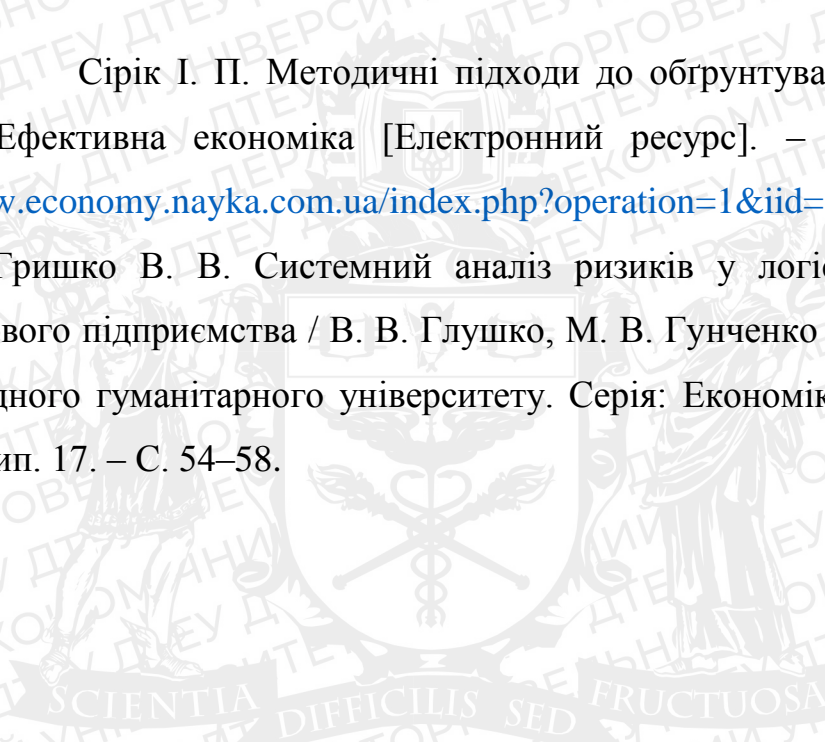 Сірік І. П. Методичні підходи до обґрунтува
Ефективна економіка [Електронний ресурс]. –
w.economy.nayka.com.ua/index.php?operation=1&iid=
Гришко В. В. Системний аналіз ризиків у логіс
вого підприємства / В. В. Глушко, М. В. Гунченко
дного гуманітарного університету. Серія: Економік
ип. 17. – С. 54–58.
SCIENTIA DIFFICILIS SED FRUCTUOSA